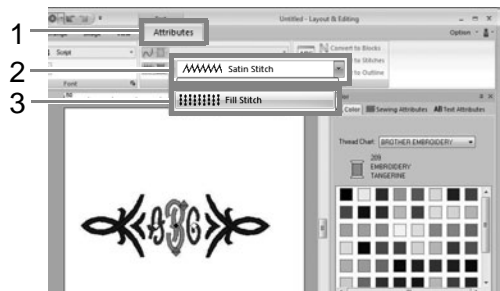 Untitled - Layout & Editing
1
Attributes
Option
Script
Convert to Blocks
to Stitches
to Outline
2
Satin Stitch
Font
3
Fill Stitch
Color
Sewing Attributes
Text Attributes
Thread Chart:
BROTHER EMBROIDERY
209
EMBROIDERY
TANGERINE
ABC